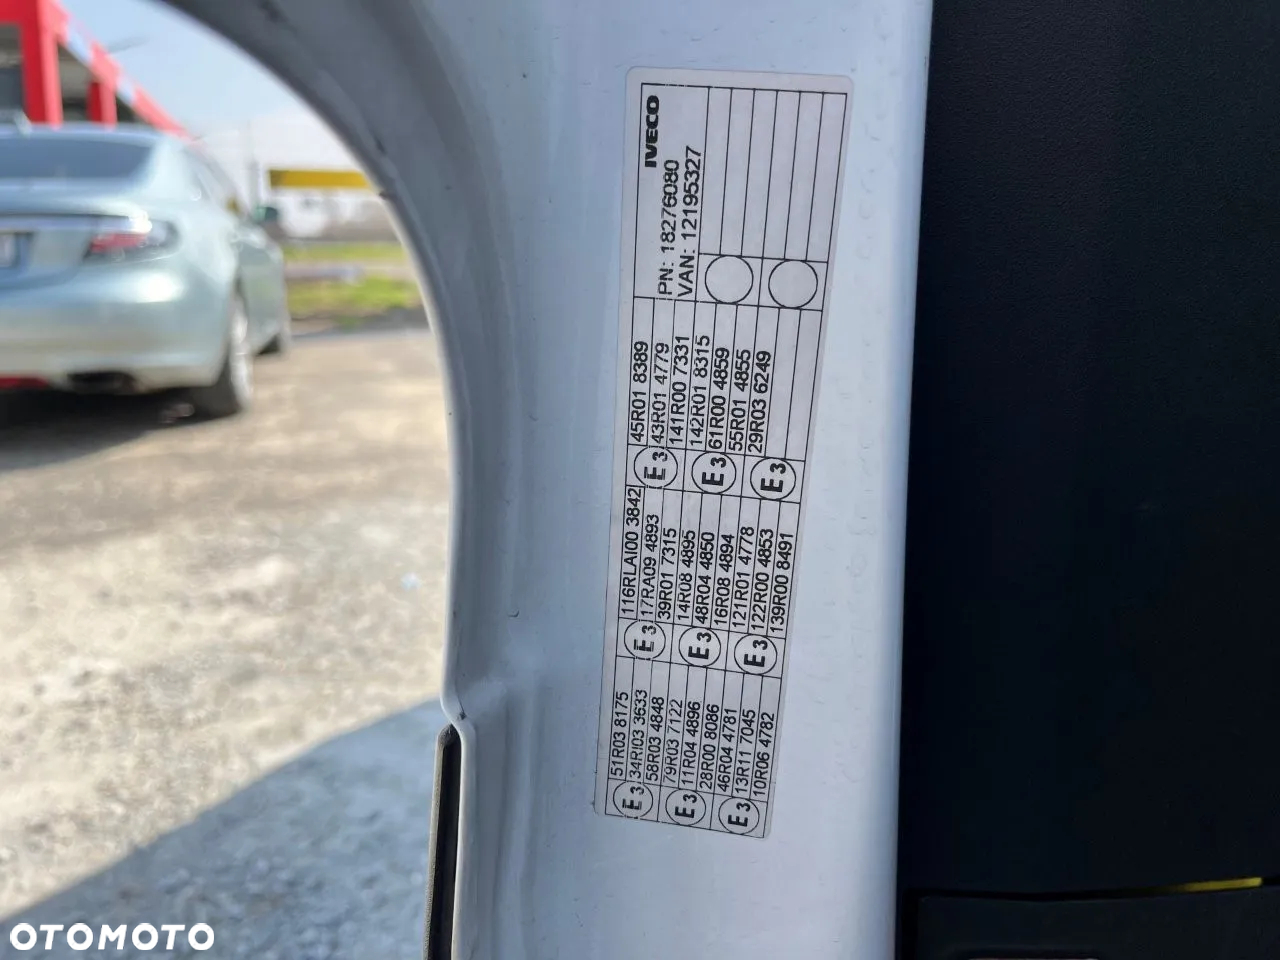 IVECO
PN: 18276080
VAN: 12195327
E3
51R03 8175
34RI03 3633
58R03 4848
E3
79R03 7122
11R04 4896
28R00 8086
E3
46R04 4781
13R11 7045
10R06 4782
E3
116RLAI00 3842
17RA09 4893
39R01 7315
E3
14R08 4895
48R04 4850
16R08 4894
E3
121R01 4778
122R00 4853
139R00 8491
E3
45R01 8389
43R01 4779
141R00 7331
E3
142R01 8315
61R00 4859
55R01 4855
E3
29R03 6249
OTOMOTO